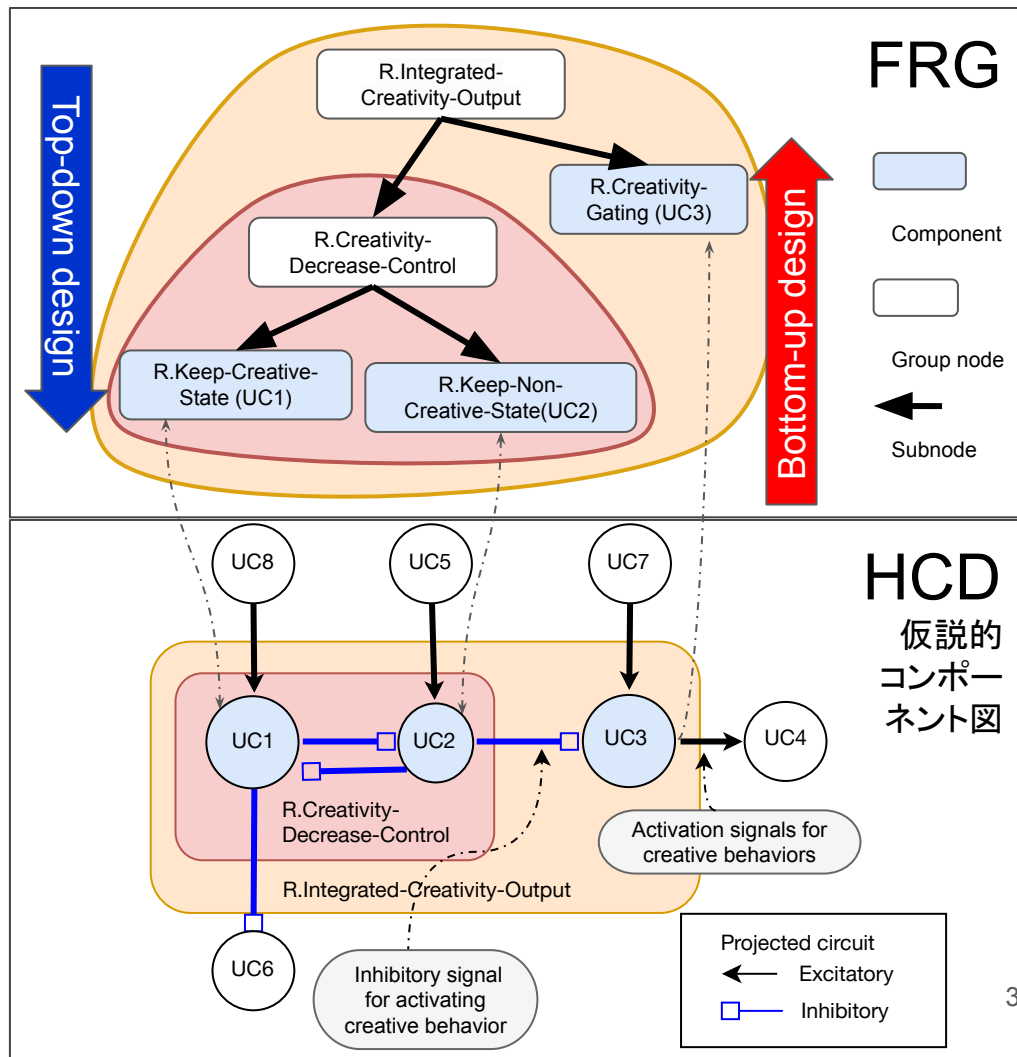 FRG
Top-down design
R.Integrated-
Creativity-Output
R.Creativity-
Gating (UC3)
R.Creativity-
Decrease-Control
R.Keep-Creative-
State (UC1)
R.Keep-Non-
Creative-State(UC2)
Bottom-up design
Component
Group node
Subnode
HCD
仮説的
コンポー
ネント図
UC8
UC5
UC7
UC1
UC2
UC3
UC4
R.Creativity-
Decrease-Control
R.Integrated-Creativity-Output
Activation signals for
creative behaviors
UC6
Inhibitory signal
for activating
creative behavior
Projected circuit
Excitatory
Inhibitory
3